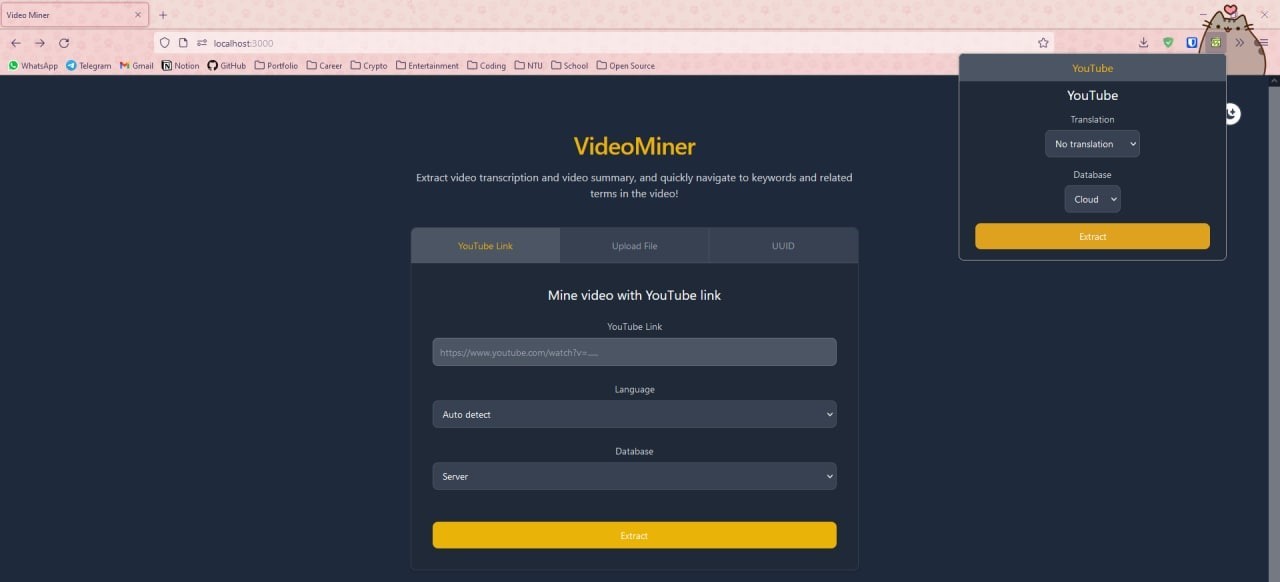 Video Miner
localhost:3000
WhatsApp Telegram Gmail Notion GitHub Portfolio Career Crypto Entertainment Coding NTU School Open Source
YouTube
YouTube
Translation
No translation
Database
Cloud
Extract
VideoMiner
Extract video transcription and video summary, and quickly navigate to keywords and related
terms in the video!
YouTube Link Upload File UUID
Mine video with YouTube link
YouTube Link
https://www.youtube.com/watch?v=......
Language
Auto detect
Database
Server
Extract